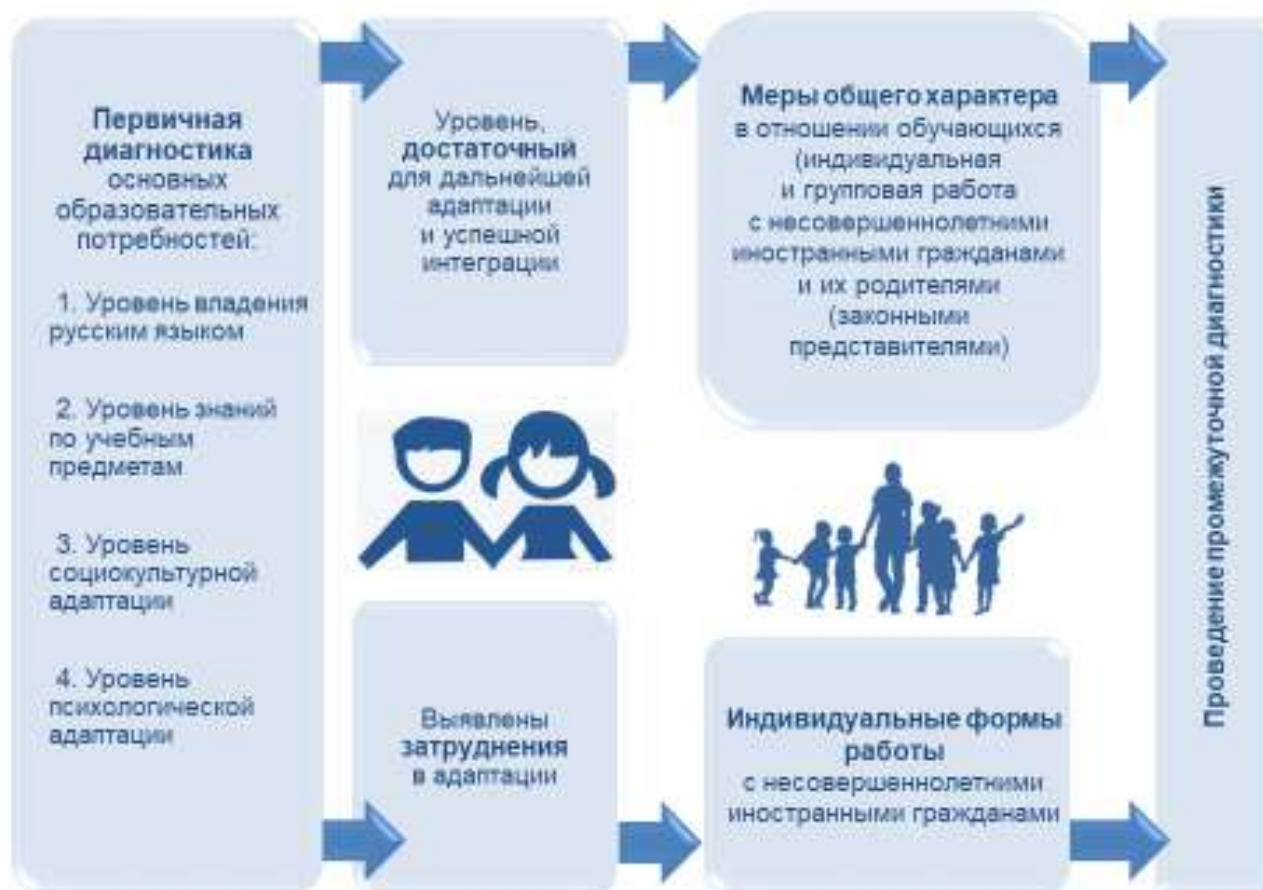 Первичная
диагностика
основных
образовательных
потребностей:
1. Уровень владения
русским языком
2. Уровень знаний
по учебным
предметам
3. Уровень
социокультурной
адаптации
4. Уровень
психологической
адаптации
Уровень,
достаточный
для дальнейшей
адаптации
и успешной
интеграции
Выявлены
затруднения
в адаптации
Меры общего характера
в отношении обучающихся
(индивидуальная
и групповая работа
с несовершеннолетними
иностранными гражданами
и их родителями
(законными
представителями)
Индивидуальные формы
работы
с несовершеннолетними
иностранными гражданами
Проведение промежуточной диагностики